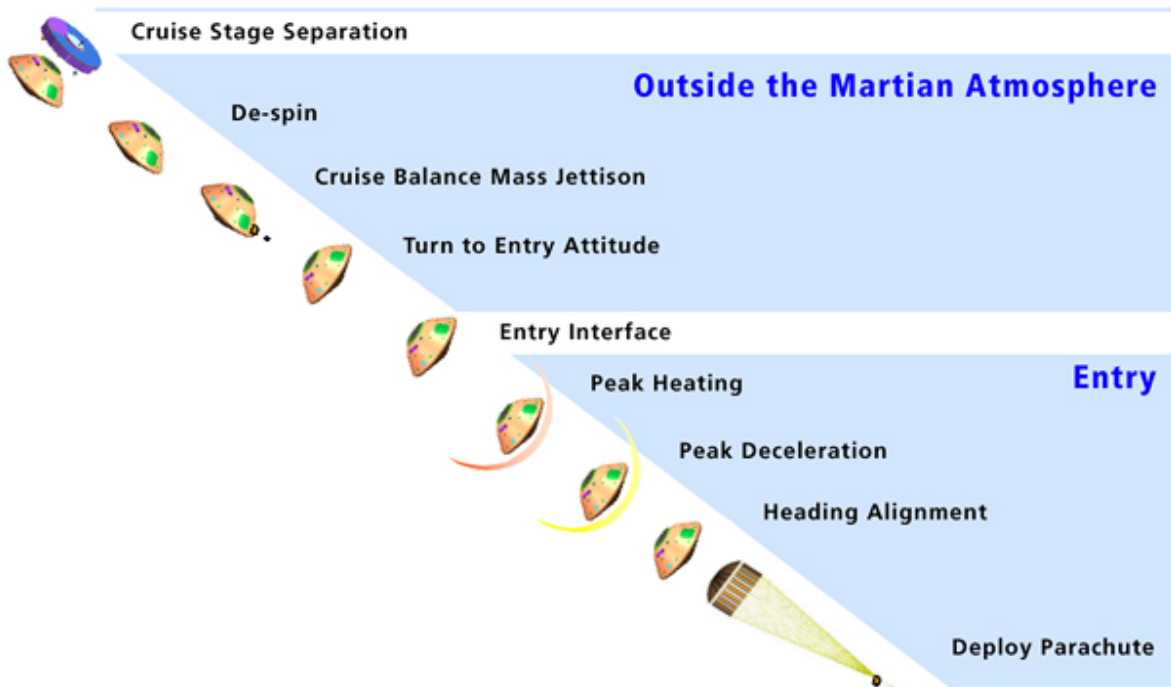 Cruise Stage Separation
Outside the Martian Atmosphere
De-spin
Cruise Balance Mass Jettison
Turn to Entry Attitude
Entry Interface
Entry
Peak Heating
Peak Deceleration
Heading Alignment
Deploy Parachute